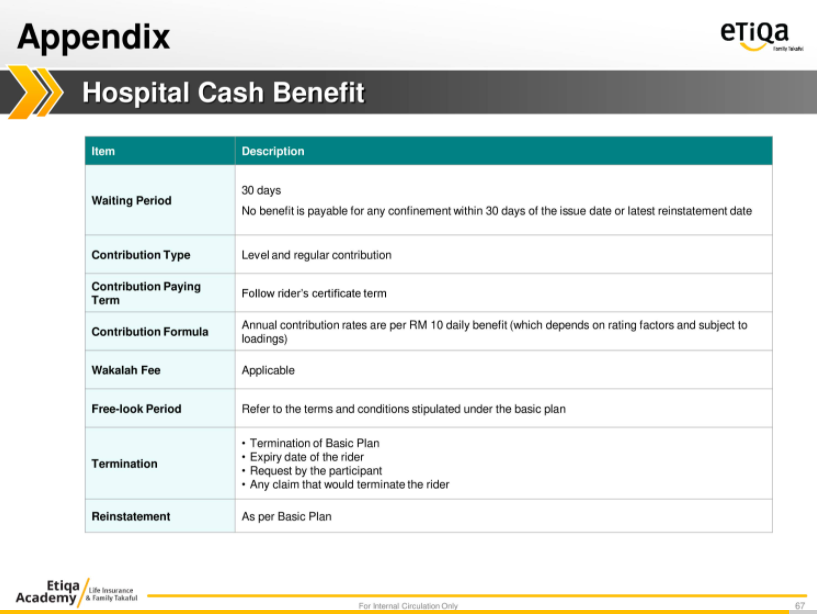 Appendix
eTiQa
Family Takaful
Hospital Cash Benefit
Item
Description
Waiting Period
30 days
No benefit is payable for any confinement within 30 days of the issue date or latest reinstatement date
Contribution Type
Level and regular contribution
Contribution Paying
Term
Follow rider's certificate term
Contribution Formula
Annual contribution rates are per RM 10 daily benefit (which depends on rating factors and subject to
loadings)
Wakalah Fee
Applicable
Free-look Period
Refer to the terms and conditions stipulated under the basic plan
Termination
• Termination of Basic Plan
• Expiry date of the rider
• Request by the participant
• Any claim that would terminate the rider
Reinstatement
As per Basic Plan
Etiqa
Academy
Life Insurance
& Family Takaful
For Internal Circulation Only
67